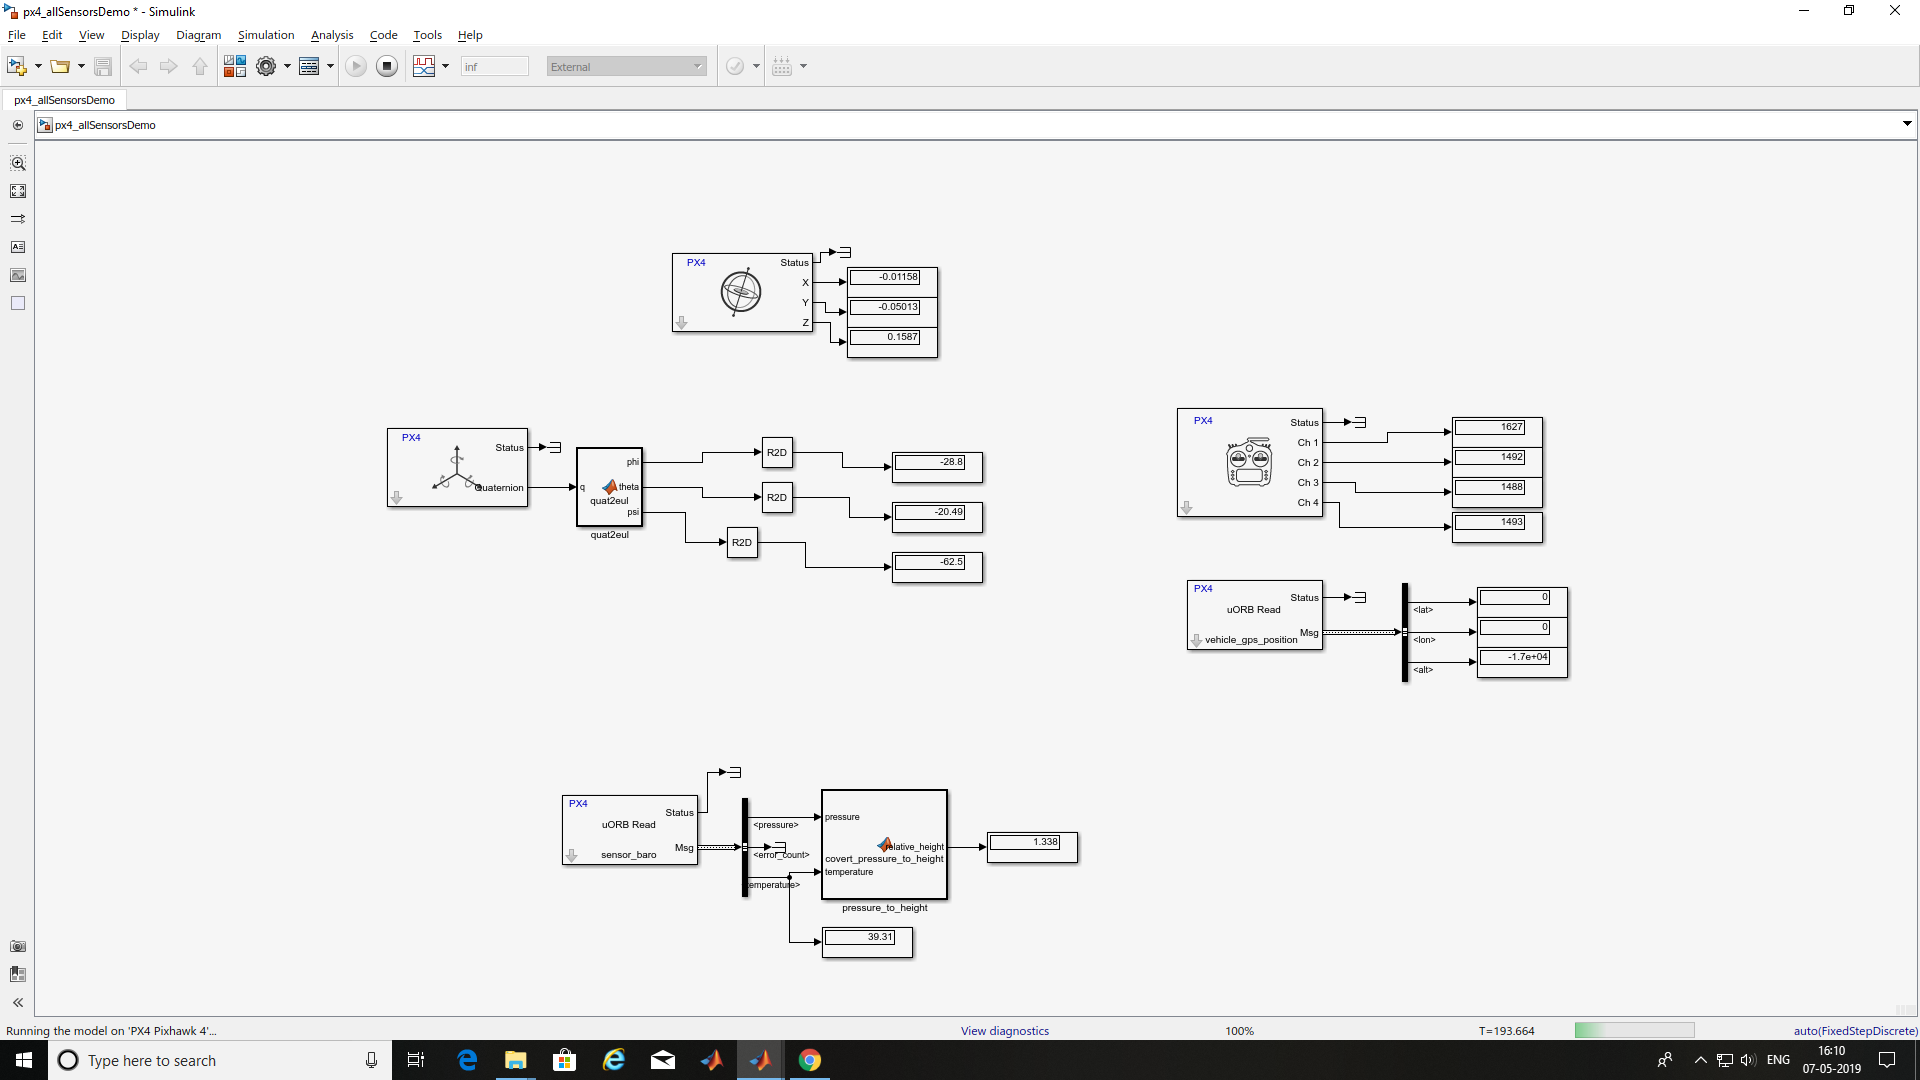 px4_allSensorsDemo * - Simulink
File Edit View Display Diagram Simulation Analysis Code Tools Help
inf External
px4_allSensorsDemo
px4_allSensorsDemo
PX4
Status
X
Y
Z
-0.01158
-0.05013
0.1587
PX4
Status
Quaternion
q
phi
theta
psi
quat2eul
quat2eul
R2D
R2D
R2D
-28.8
-20.49
-62.5
PX4
Status
Ch 1
Ch 2
Ch 3
Ch 4
1627
1492
1488
1493
PX4
Status
uORB Read
Msg
vehicle_gps_position
<lat>
<lon>
<alt>
0
0
-1.7e+04
PX4
Status
uORB Read
Msg
sensor_baro
<pressure>
<error_count>
temperature>
pressure
relative_height
covert_pressure_to_height
temperature
pressure_to_height
1.338
39.31
Running the model on 'PX4 Pixhawk 4'... View diagnostics 100% T=193.664 auto(FixedStepDiscrete)
Type here to search
ENG
16:10
07-05-2019